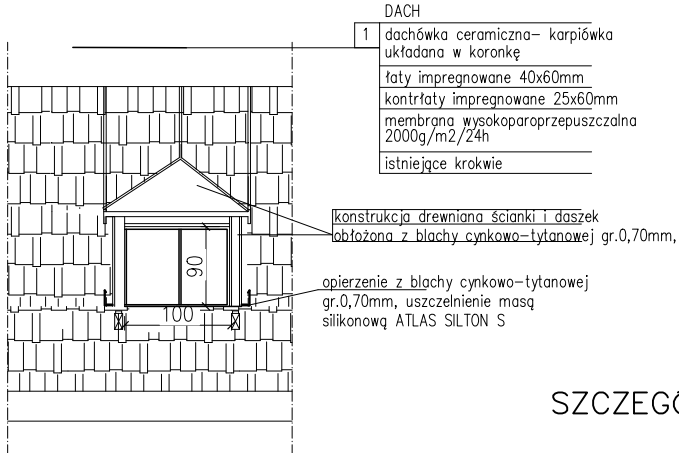 DACH
1 dachówka ceramiczna– karpiówka
układana w koronkę
łaty impregnowane 40x60mm
kontrłaty impregnowane 25x60mm
membrana wysokoparoprzepuszczalna
2000g/m2/24h
istniejące krokwie
konstrukcja drewniana ścianki i daszek
obłożona z blachy cynkowo-tytanowej gr.0,70mm,
90
opierzenie z blachy cynkowo-tytanowej
gr.0,70mm, uszczelnienie masą
silikonową ATLAS SILTON S
100
SZCZEGÓ